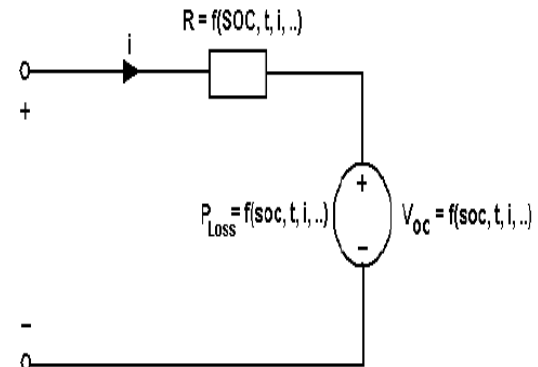 R = f(SOC, t, i, ..)
i
+
+
P_Loss = f(soc, t, i, ..)
V_OC = f(soc, t, i, ..)
–
–